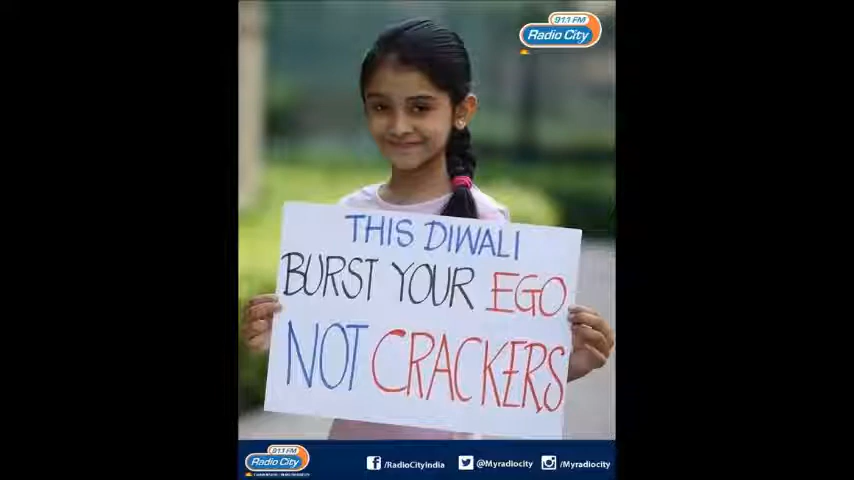 91.1 FM
Radio City
THIS DIWALI
BURST YOUR EGO
NOT CRACKERS
91.1 FM
Radio City
/RadioCityIndia
@Myradiocity
/Myradiocity